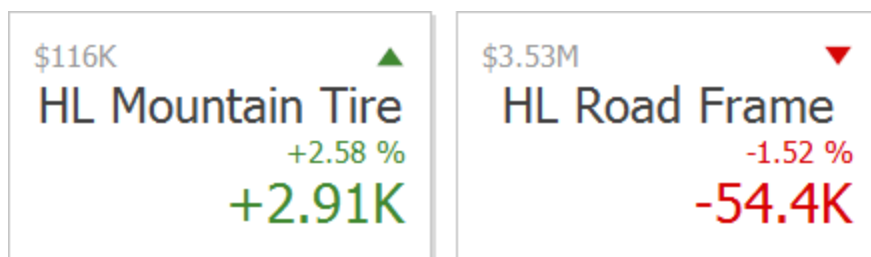 $116K
HL Mountain Tire
+2.58 %
+2.91K
$3.53M
HL Road Frame
-1.52 %
-54.4K